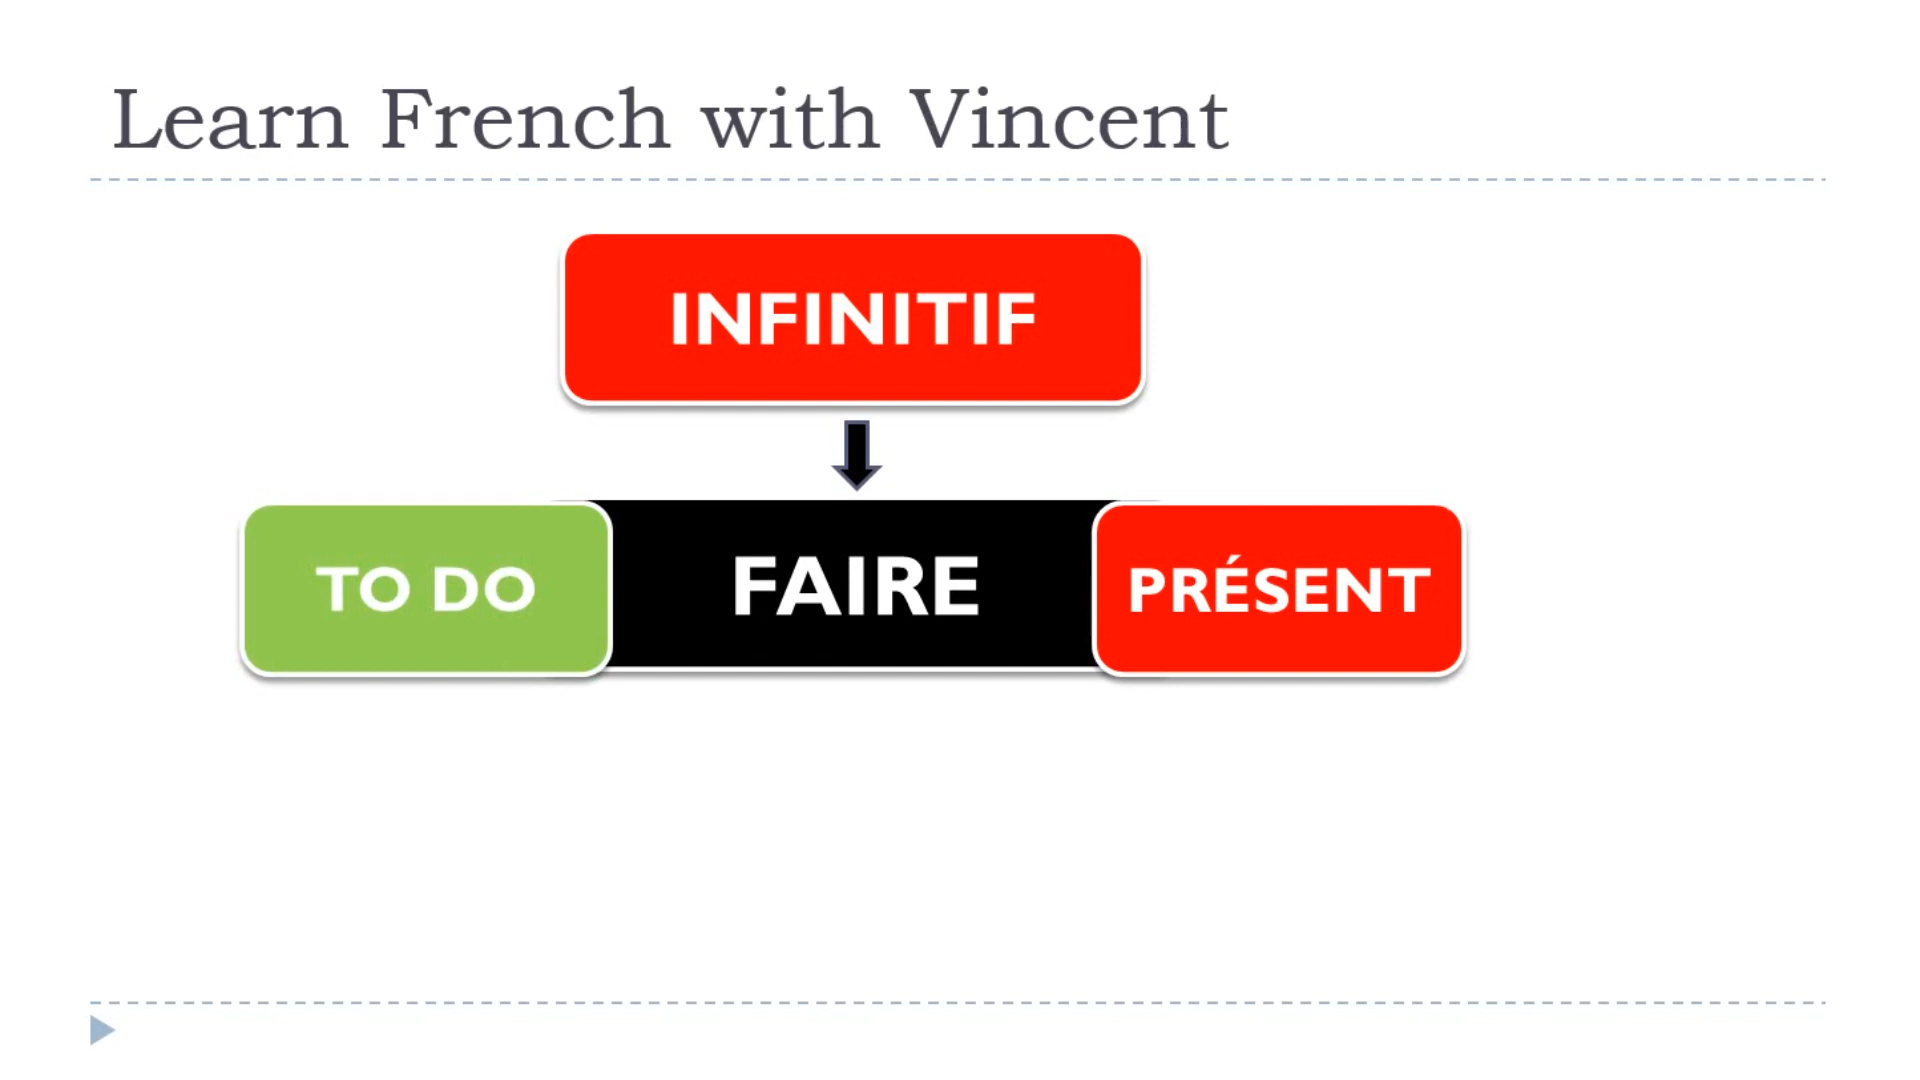 Learn French with Vincent
INFINITIF
TO DO
FAIRE
PRÉSENT